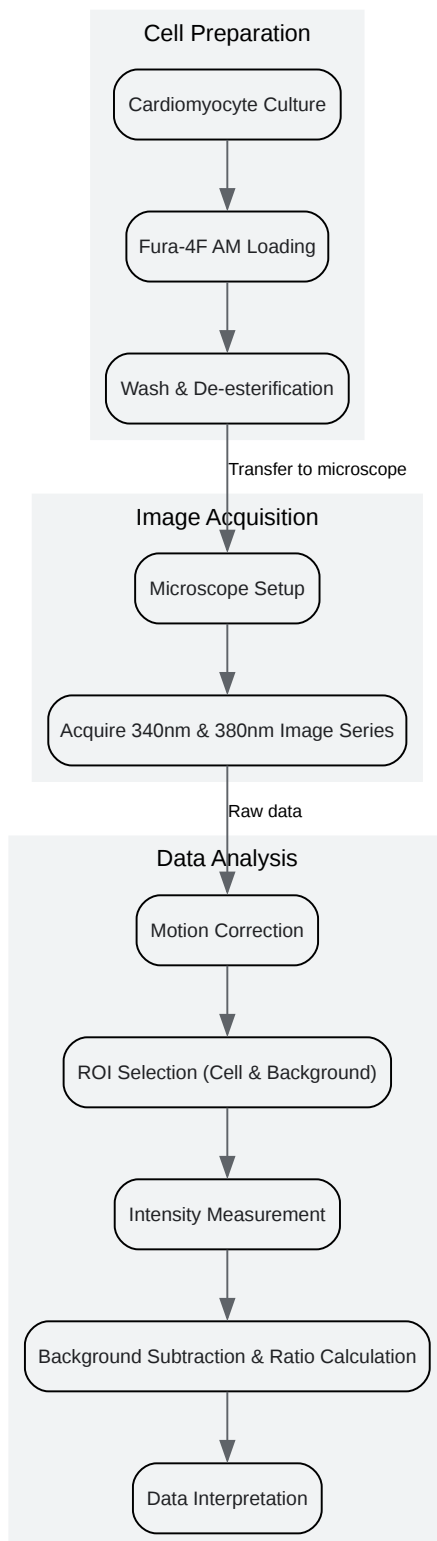 Cell Preparation
Cardiomyocyte Culture
Fura-4F AM Loading
Wash & De-esterification
Transfer to microscope
Image Acquisition
Microscope Setup
Acquire 340nm & 380nm Image Series
Raw data
Data Analysis
Motion Correction
ROI Selection (Cell & Background)
Intensity Measurement
Background Subtraction & Ratio Calculation
Data Interpretation